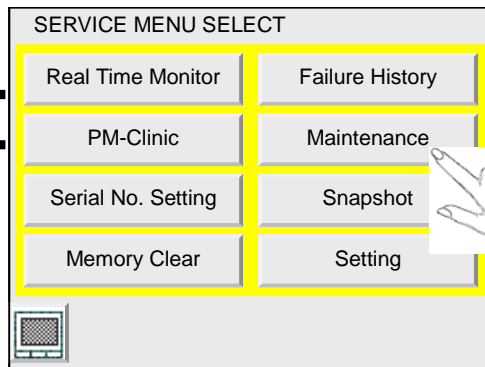 SERVICE MENU SELECT
Real Time Monitor Failure History
PM-Clinic Maintenance
Serial No. Setting Snapshot
Memory Clear Setting